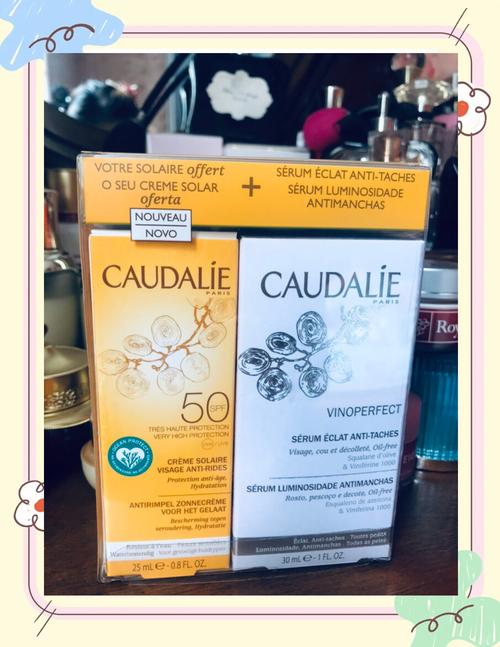 VOTRE SOLAIRE offert
O SEU CREME SOLAR
oferta
+
SÉRUM ÉCLAT ANTI-TACHES
SÉRUM LUMINOSIDADE
ANTIMANCHAS
NOUVEAU
NOVO
CAUDALÍE
PARIS
50 SPF
TRÈS HAUTE PROTECTION
VERY HIGH PROTECTION
CRÈME SOLAIRE
VISAGE ANTI-RIDES
Protection anti-âge,
Hydratation
ANTIRIMPEL ZONNECRÈME
VOOR HET GELAAT
Bescherming tegen
veroudering, Hydratatie
25 mL - 0.8 FL. OZ.
CAUDALÍE
PARIS
VINOPERFECT
SÉRUM ÉCLAT ANTI-TACHES
Visage, cou et décolleté, Oil-free
Squalane d'olive
& Viniférine 1000
SÉRUM LUMINOSIDADE ANTIMANCHAS
Rosto, pescoço e decote, Oil-free
Esqualeno de azeitona
& Viniferina 1000
Éclat, Anti-taches - Toutes peaux
Luminosidade, Antimanchas - Todas as peles
30 mL - 1 FL. OZ.
Roy